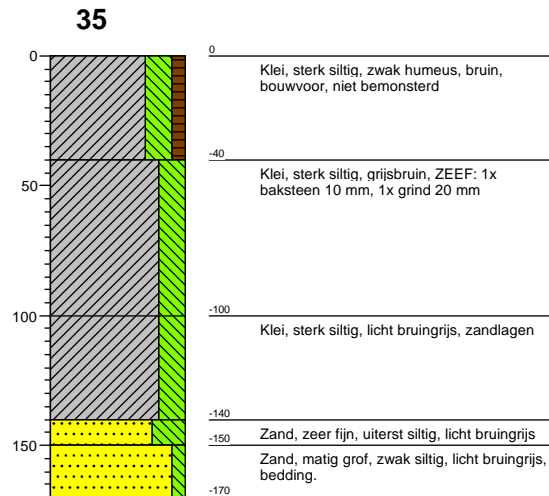 35
0
50
100
150
0
Klei, sterk siltig, zwak humeus, bruin,
bouwvoor, niet bemonsterd
-40
Klei, sterk siltig, grijsbruin, ZEEF: 1x
baksteen 10 mm, 1x grind 20 mm
-100
Klei, sterk siltig, licht bruingrijs, zandlagen
-140
Zand, zeer fijn, uiterst siltig, licht bruingrijs
-150
Zand, matig grof, zwak siltig, licht bruingrijs,
bedding.
-170